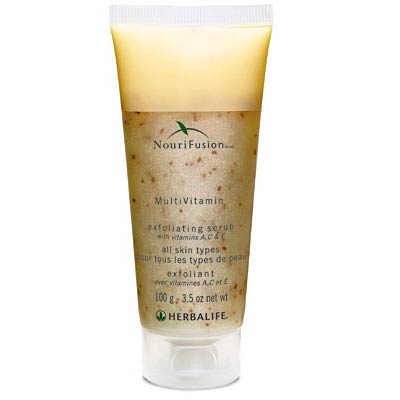 NouriFusion
MultiVitamin
exfoliating scrub
with vitamins A,C & E
all skin types
pour tous les types de peau
exfoliant
avec vitamines A,C et E
100 g - 3.5 oz net wt
HERBALIFE.